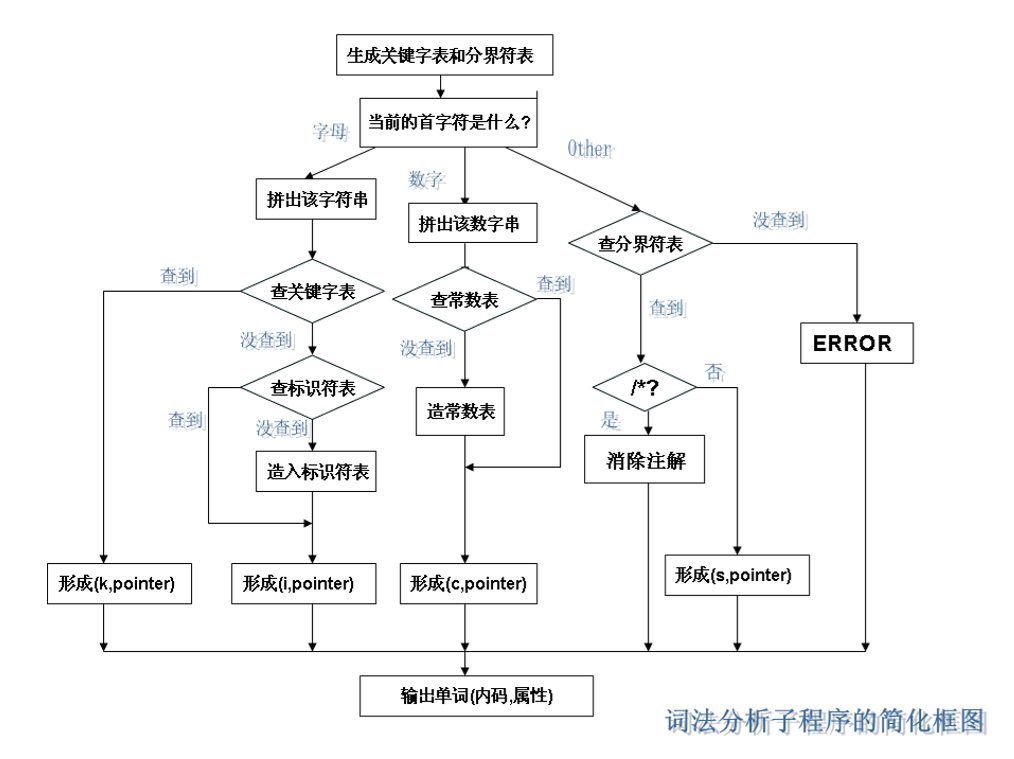 生成关键字表和分界符表
当前的首字符是什么?
字母
Other
数字
拼出该字符串
拼出该数字串
没查到
查分界符表
查到
查关键字表
查常数表
查到
查到
ERROR
没查到
没查到
查标识符表
/*?
否
造常数表
查到
没查到
是
造入标识符表
消除注解
形成(k,pointer)
形成(i,pointer)
形成(c,pointer)
形成(s,pointer)
输出单词(内码,属性)
词法分析子程序的简化框图